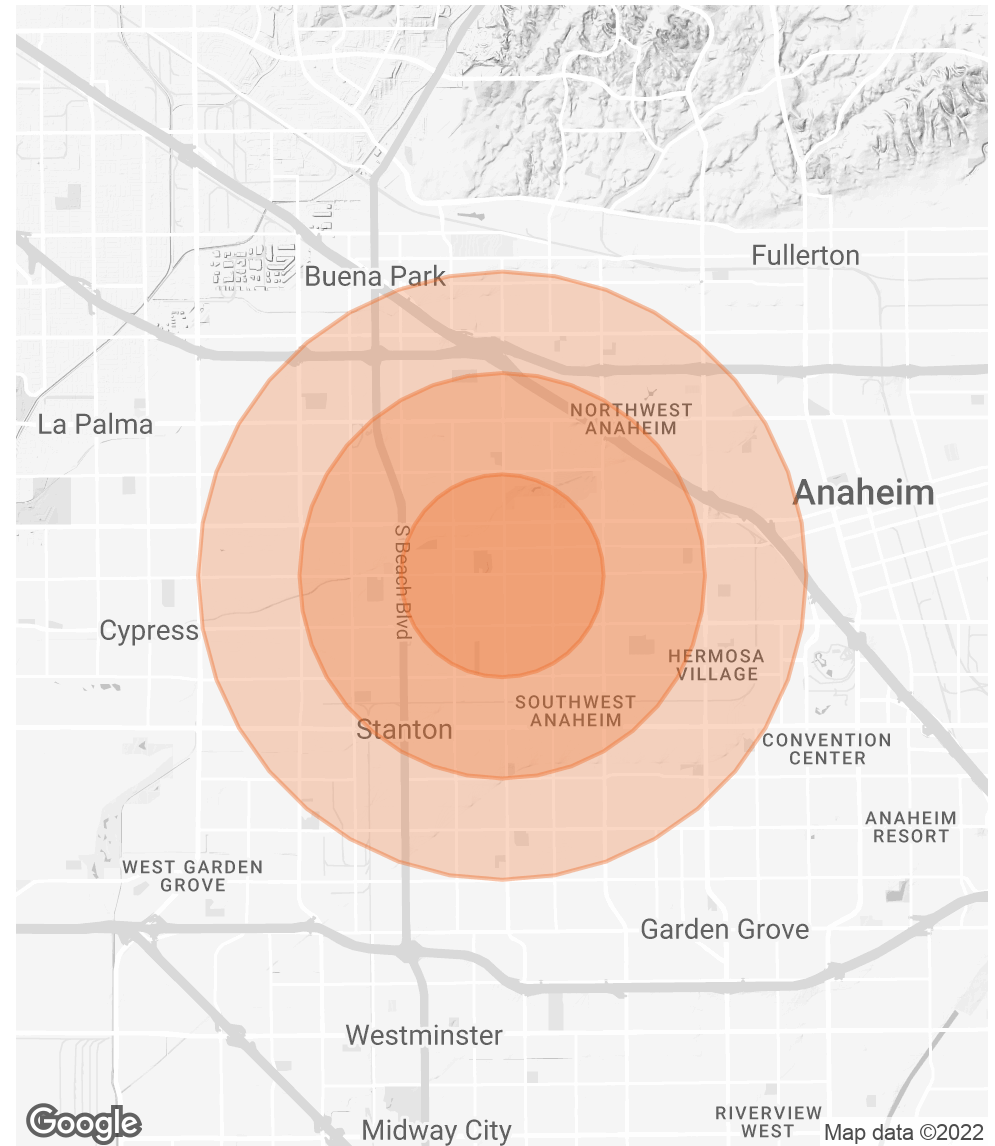 Fullerton
Buena Park
NORTHWEST
ANAHEIM
La Palma
Anaheim
S Beach Blvd
Cypress
HERMOSA
VILLAGE
SOUTHWEST
ANAHEIM
Stanton
CONVENTION
CENTER
ANAHEIM
RESORT
WEST GARDEN
GROVE
Garden Grove
Westminster
RIVERVIEW
WEST
Google
Midway City
Map data ©2022